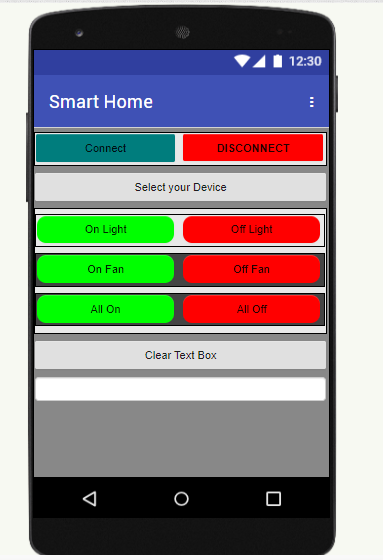 12:30
Smart Home
Connect DISCONNECT
Select your Device
On Light Off Light
On Fan Off Fan
All On All Off
Clear Text Box